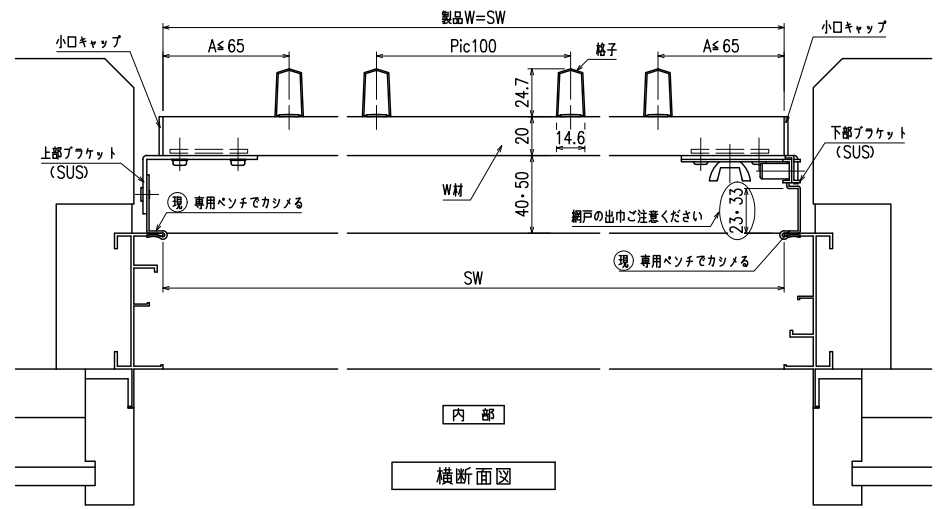 製品W=SW
小口キャップ
A≦65
Pic100
格子
A≦65
小口キャップ
24.7
20
14.6
上部ブラケット
(SUS)
下部ブラケット
(SUS)
W材
40・50
現 専用ペンチでカシメる
網戸の出巾ご注意ください
23・33
現 専用ペンチでカシメる
SW
内 部
横断面図